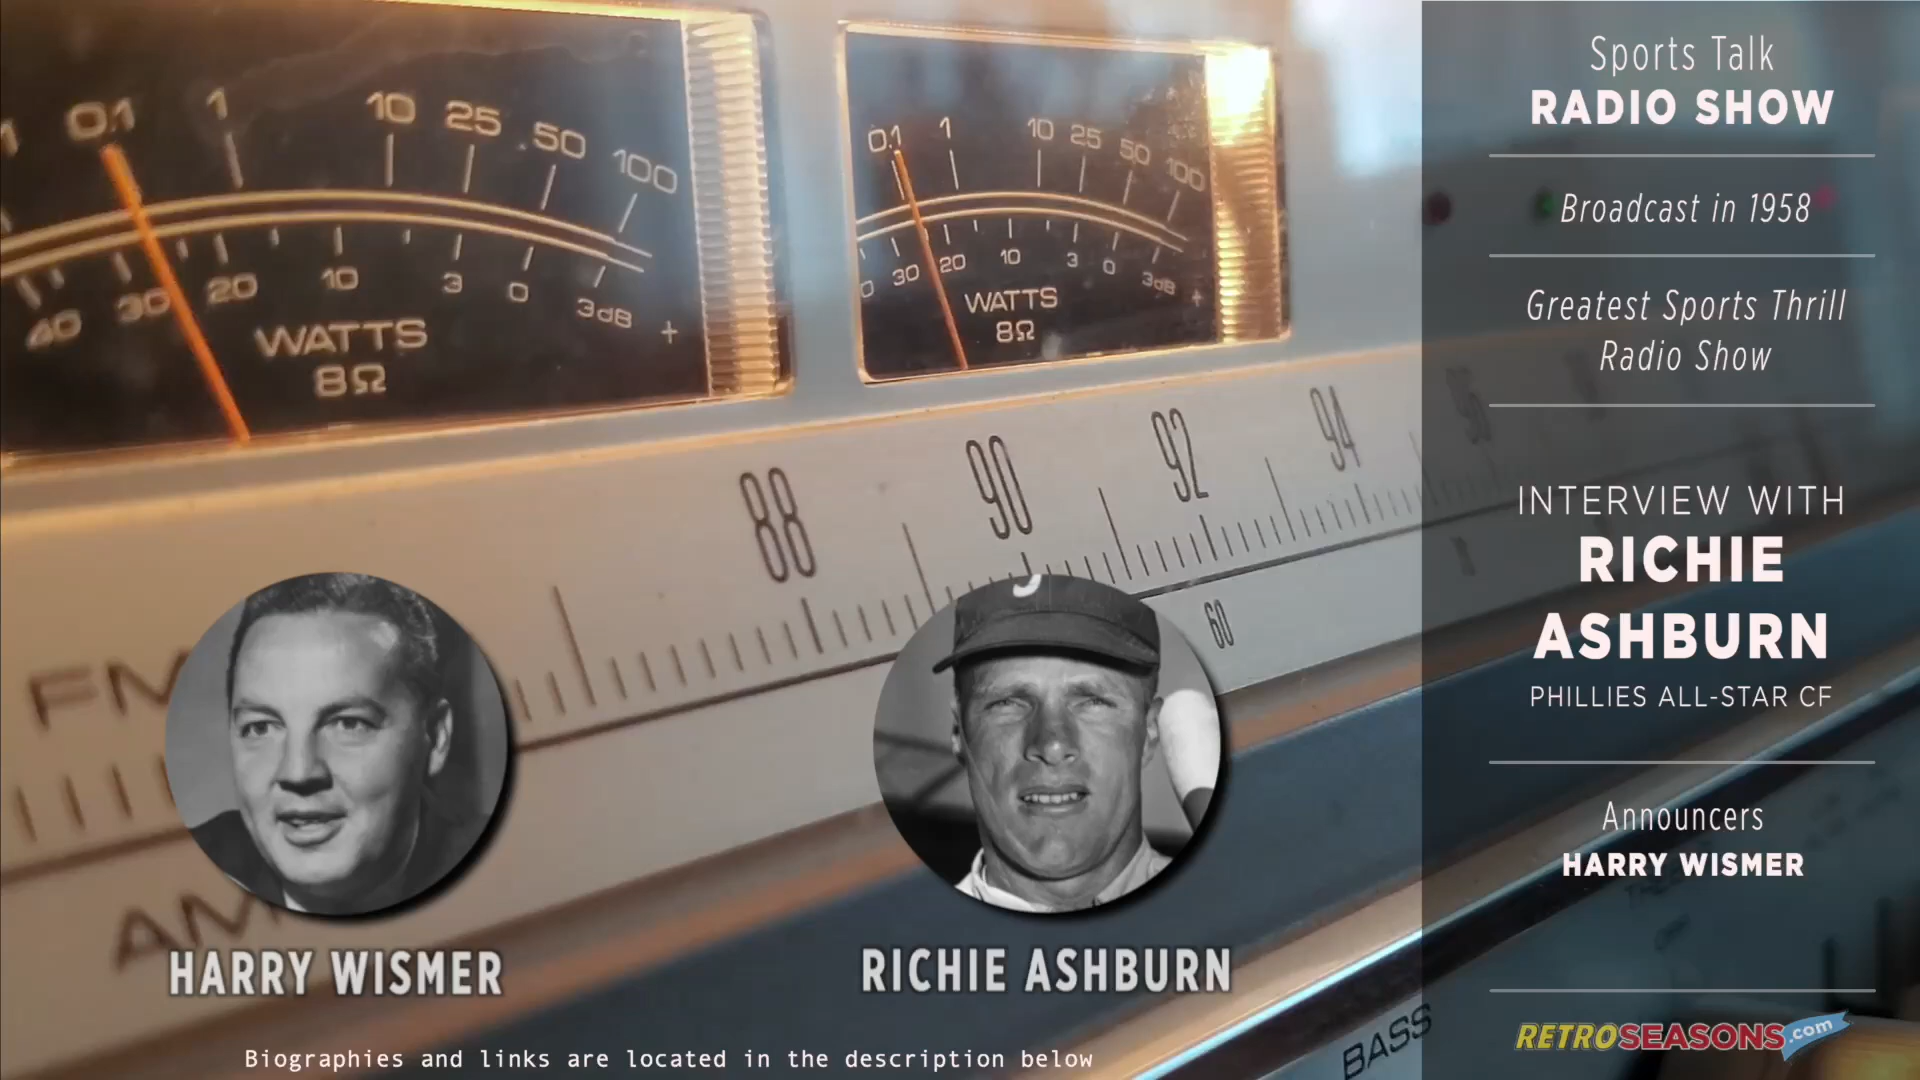 1 0.1 1 10 25 50 100
40 30 20 10 3 0 3dB +
WATTS
8Ω
0.1 1 10 25 50 100
0 30 20 10 3 0 3dB +
WATTS
8Ω
88 90 92 94 96
FM
60
AM
BASS
HARRY WISMER
RICHIE ASHBURN
Biographies and links are located in the description below
Sports Talk
RADIO SHOW
Broadcast in 1958
Greatest Sports Thrill
Radio Show
INTERVIEW WITH
RICHIE
ASHBURN
PHILLIES ALL-STAR CF
Announcers
HARRY WISMER
RETROSEASONS.com